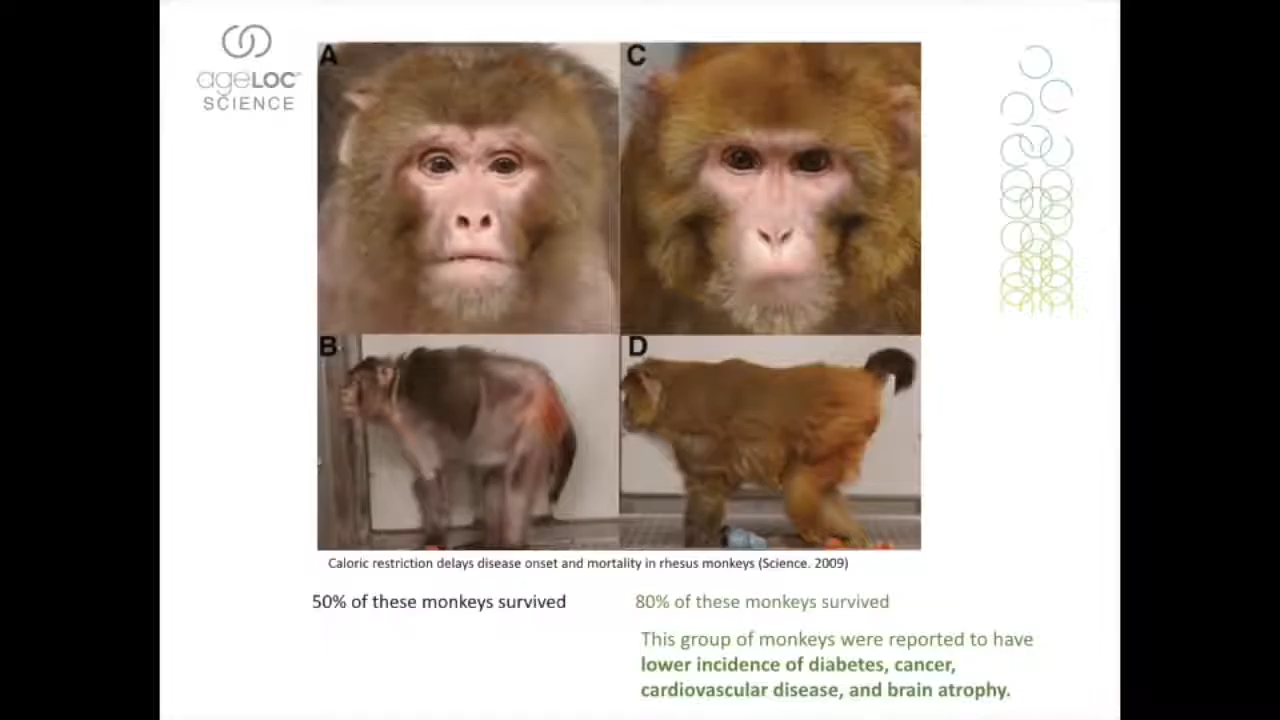 ageLOC
SCIENCE
A
C
B
D
Caloric restriction delays disease onset and mortality in rhesus monkeys (Science. 2009)
50% of these monkeys survived
80% of these monkeys survived
This group of monkeys were reported to have
lower incidence of diabetes, cancer,
cardiovascular disease, and brain atrophy.